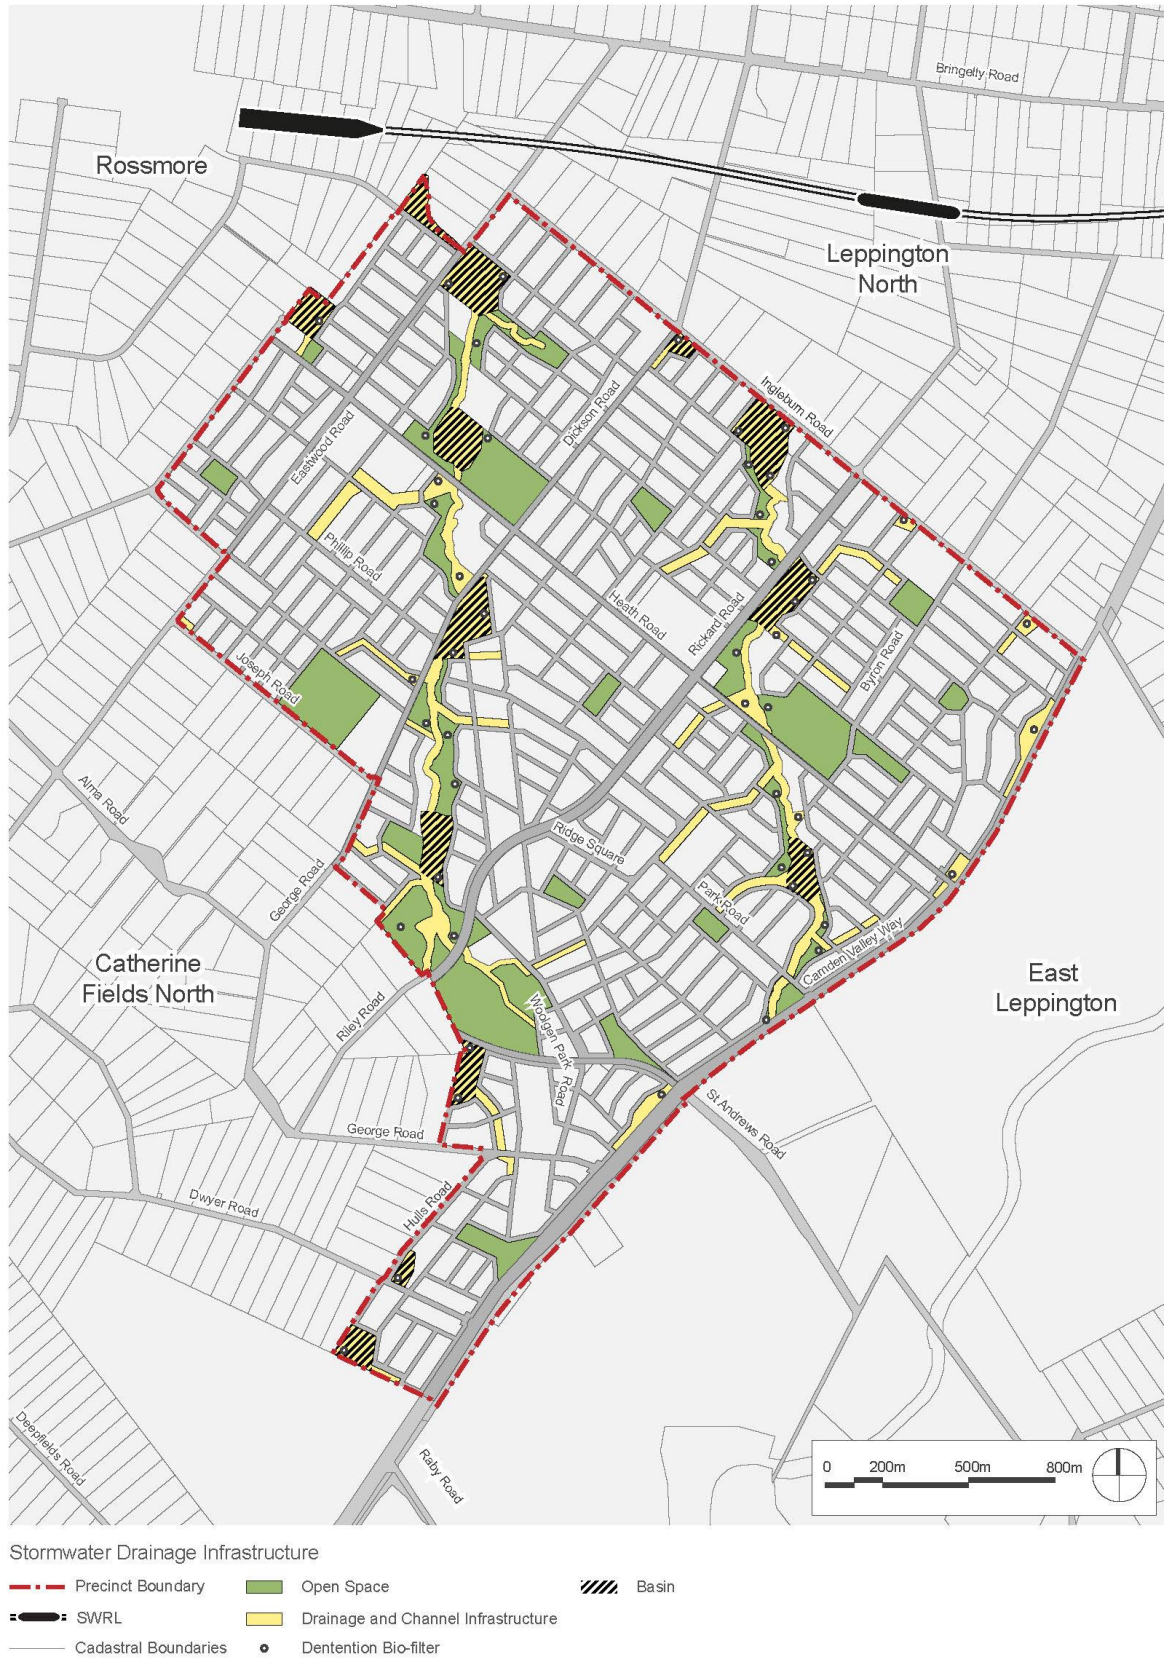 Bringelly Road
Rossmore
Leppington
North
Ingleburn Road
Dickson Road
Eastwood Road
Phillip Road
Heath Road
Rickard Road
Byron Road
Joseph Road
Alma Road
Ridge Square
George Road
Park Road
Camden Valley Way
Catherine
Fields North
East
Leppington
Riley Road
Woolgen Park Road
St Andrews Road
George Road
Dwyer Road
Hulls Road
Deepfields Road
Raby Road
0 200m 500m 800m
Stormwater Drainage Infrastructure
Precinct Boundary
Open Space
Basin
SWRL
Drainage and Channel Infrastructure
Cadastral Boundaries
Dentention Bio-filter